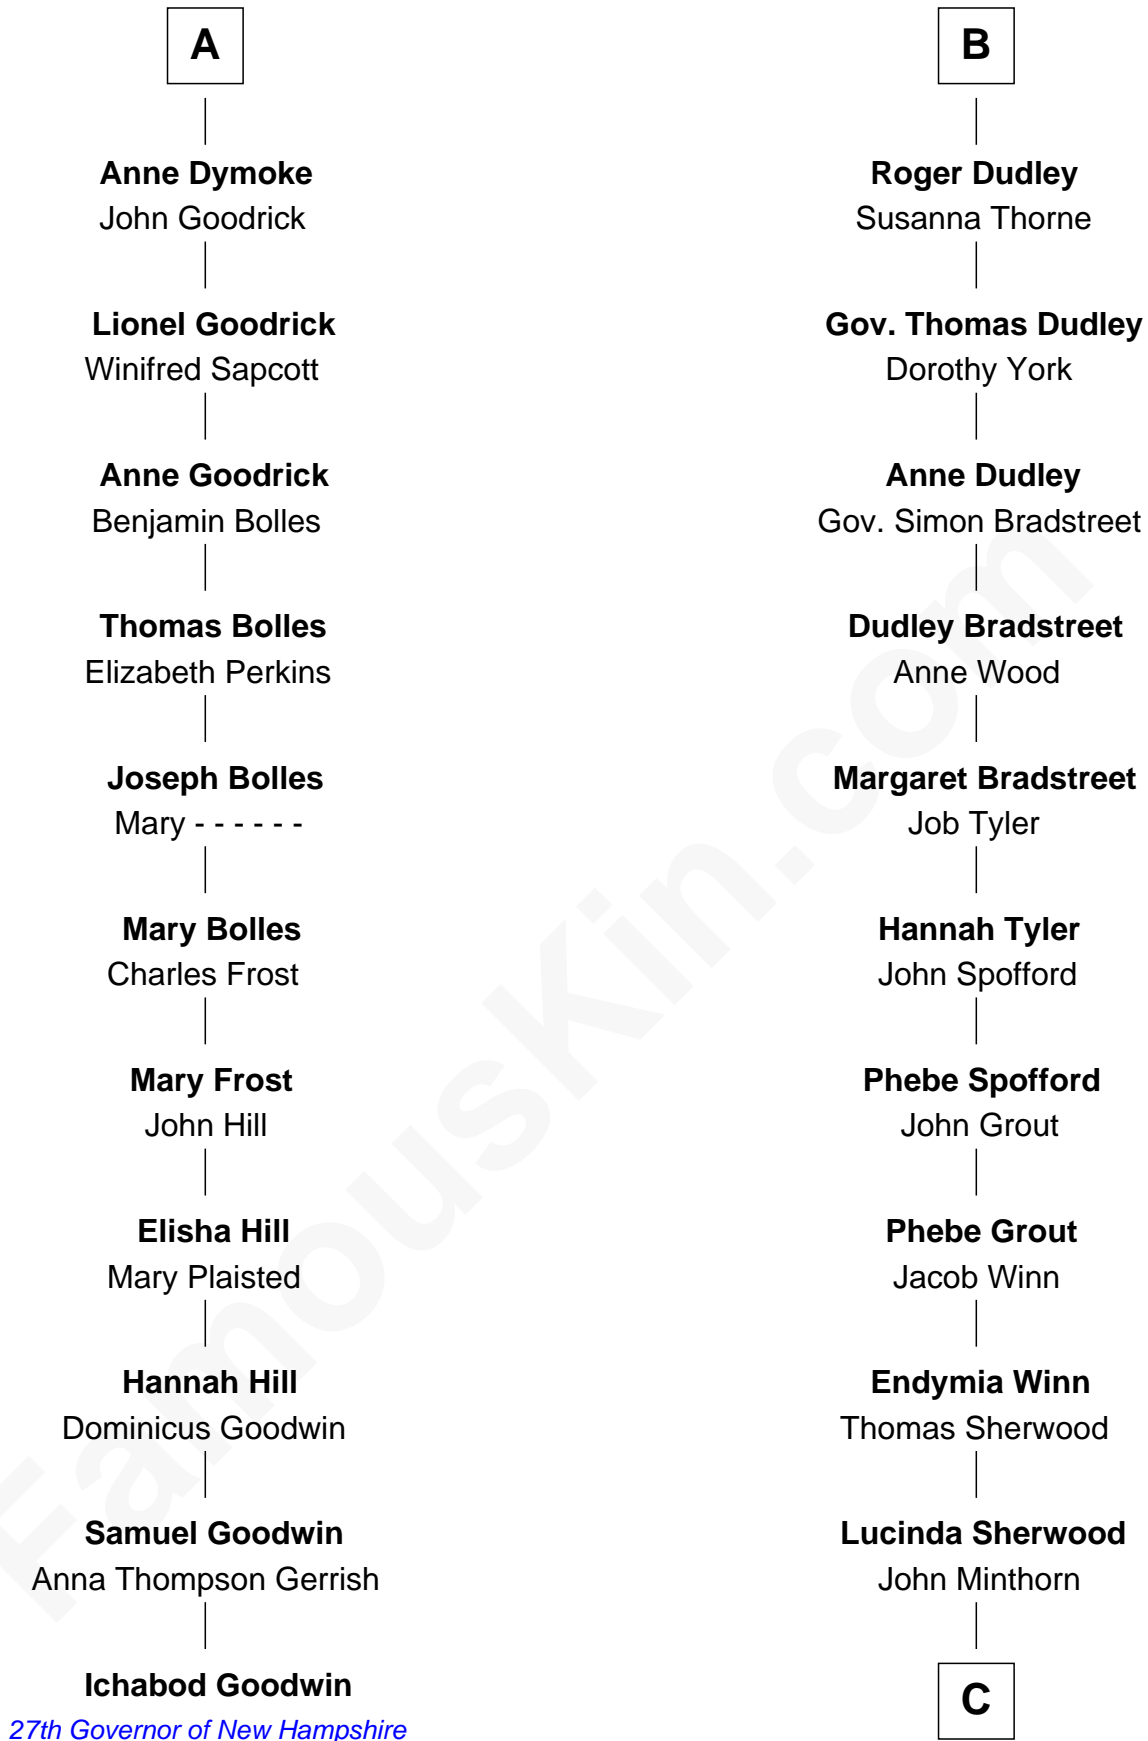 A
Anne Dymoke
John Goodrick
Lionel Goodrick
Winifred Sapcott
Anne Goodrick
Benjamin Bolles
Thomas Bolles
Elizabeth Perkins
Joseph Bolles
Mary - - - - - -
Mary Bolles
Charles Frost
Mary Frost
John Hill
Elisha Hill
Mary Plaisted
Hannah Hill
Dominicus Goodwin
Samuel Goodwin
Anna Thompson Gerrish
Ichabod Goodwin
27th Governor of New Hampshire
B
Roger Dudley
Susanna Thorne
Gov. Thomas Dudley
Dorothy York
Anne Dudley
Gov. Simon Bradstreet
Dudley Bradstreet
Anne Wood
Margaret Bradstreet
Job Tyler
Hannah Tyler
John Spofford
Phebe Spofford
John Grout
Phebe Grout
Jacob Winn
Endymia Winn
Thomas Sherwood
Lucinda Sherwood
John Minthorn
C
FamousKin.com